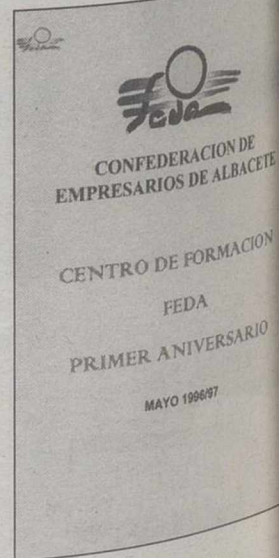 feda
CONFEDERACION DE
EMPRESARIOS DE ALBACETE
CENTRO DE FORMACION
FEDA
PRIMER ANIVERSARIO
MAYO 1996/97